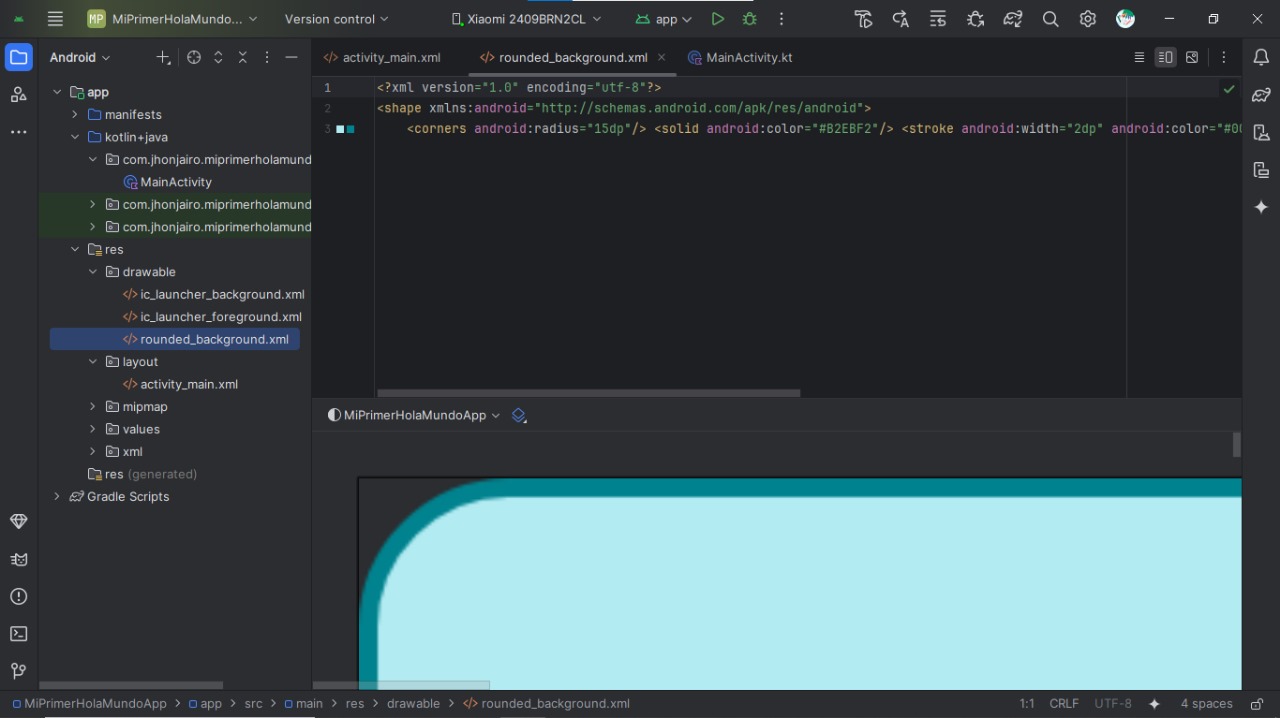 MP MiPrimerHolaMundo... Version control Xiaomi 2409BRN2CL app
Android activity_main.xml rounded_background.xml MainActivity.kt
app
manifests
kotlin+java
com.jhonjairo.miprimerholamund
MainActivity
com.jhonjairo.miprimerholamund
com.jhonjairo.miprimerholamund
res
drawable
ic_launcher_background.xml
ic_launcher_foreground.xml
rounded_background.xml
layout
activity_main.xml
mipmap
values
xml
res (generated)
Gradle Scripts
1 <?xml version="1.0" encoding="utf-8"?>
2 <shape xmlns:android="http://schemas.android.com/apk/res/android">
3 <corners android:radius="15dp"/> <solid android:color="#B2EBF2"/> <stroke android:width="2dp" android:color="#00
MiPrimerHolaMundoApp
MiPrimerHolaMundoApp > app > src > main > res > drawable > rounded_background.xml 1:1 CRLF UTF-8 4 spaces